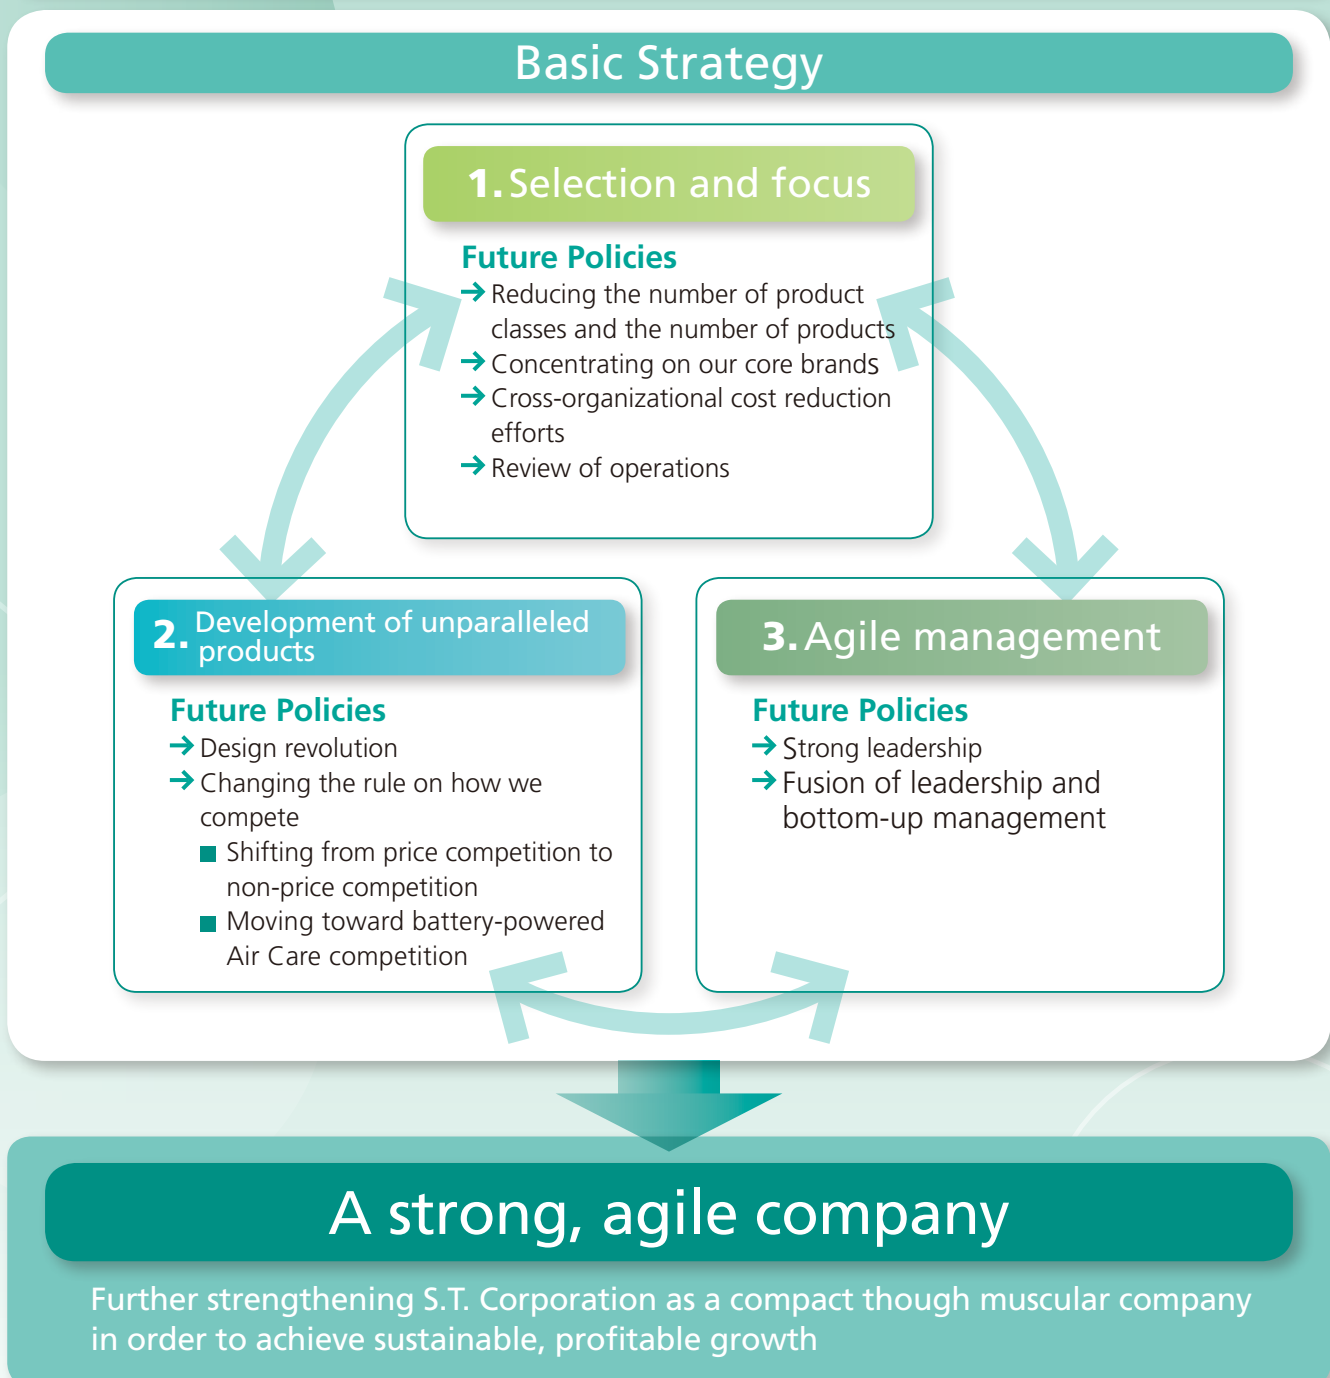 Basic Strategy
1. Selection and focus
Future Policies
→ Reducing the number of product
classes and the number of products
→ Concentrating on our core brands
→ Cross-organizational cost reduction
efforts
→ Review of operations
2. Development of unparalleled
products
Future Policies
→ Design revolution
→ Changing the rule on how we
compete
■ Shifting from price competition to
non-price competition
■ Moving toward battery-powered
Air Care competition
3. Agile management
Future Policies
→ Strong leadership
→ Fusion of leadership and
bottom-up management
A strong, agile company
Further strengthening S.T. Corporation as a compact though muscular company
in order to achieve sustainable, profitable growth